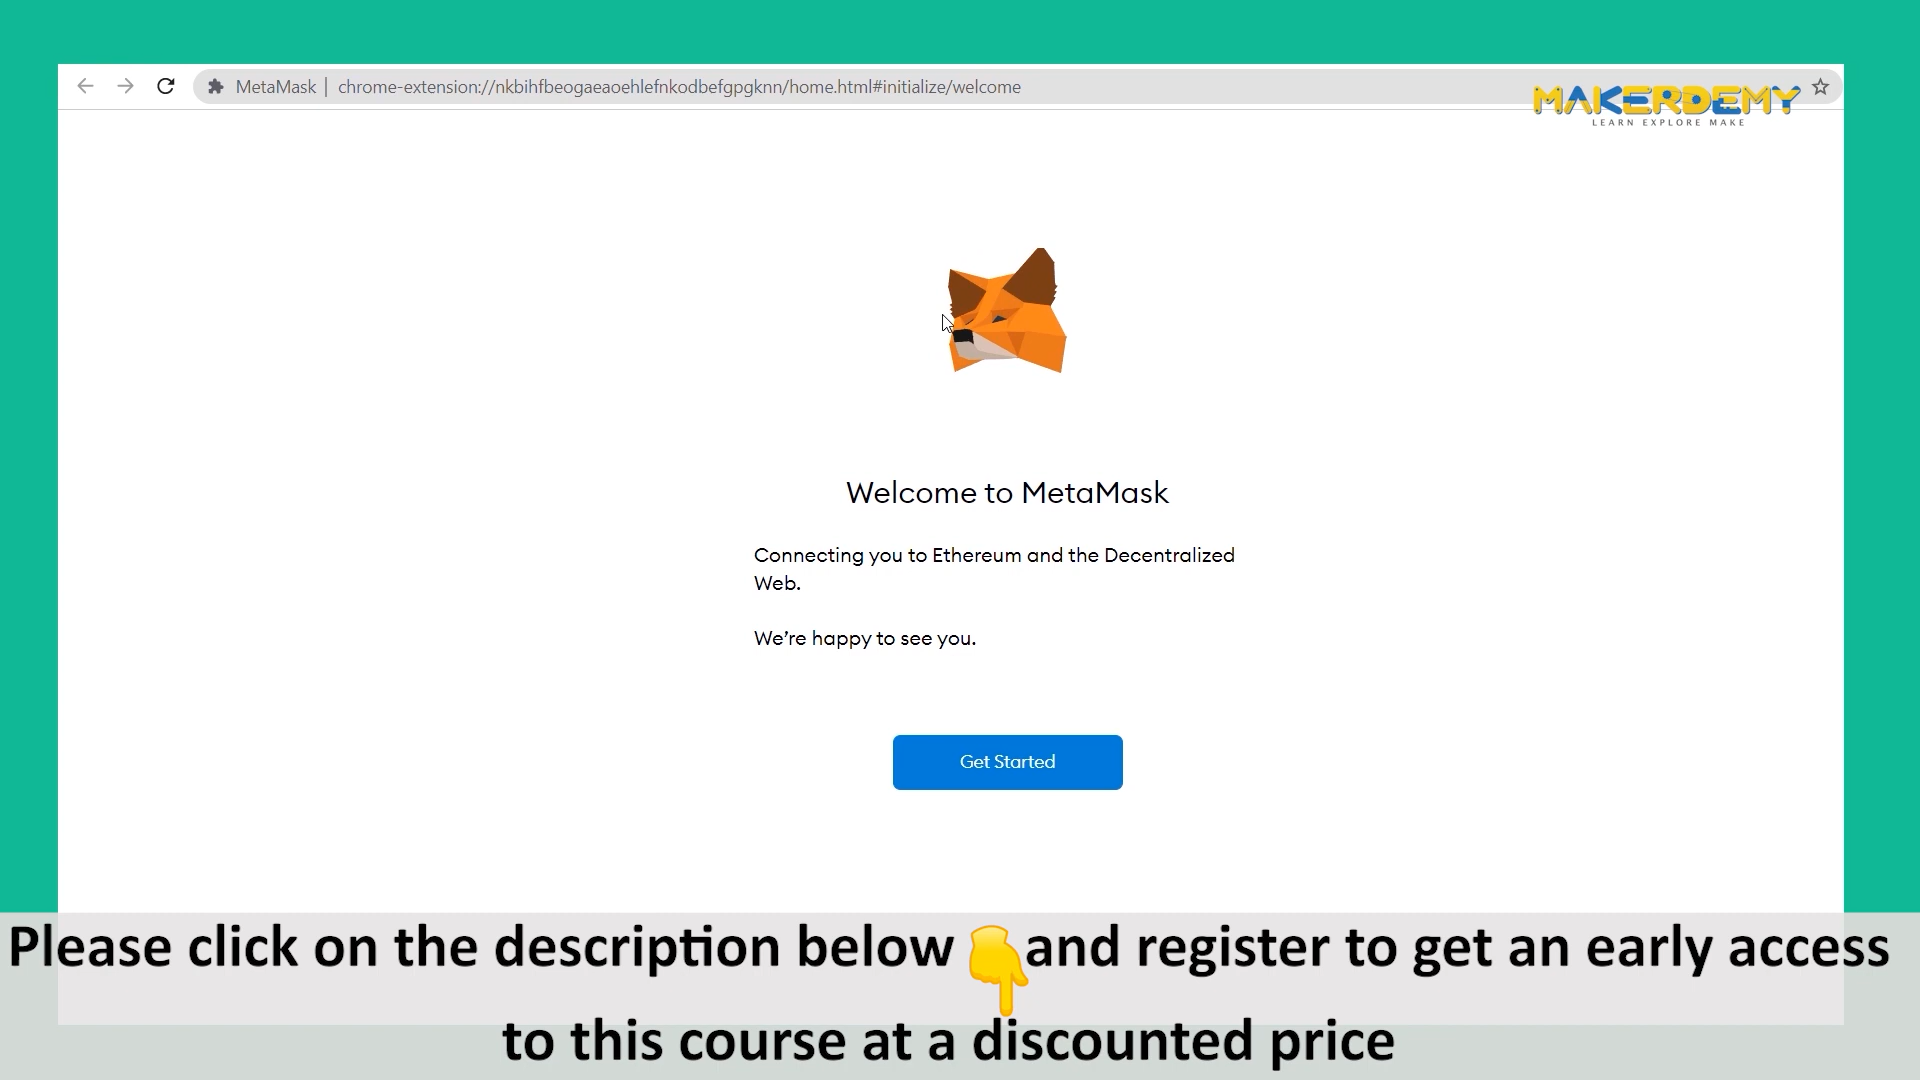 MetaMask | chrome-extension://nkbihfbeogaeaoehlefnkodbefgpgknn/home.html#initialize/welcome
MAKERDEMY
LEARN EXPLORE MAKE
Welcome to MetaMask
Connecting you to Ethereum and the Decentralized
Web.
We’re happy to see you.
Get Started
Please click on the description below 👇 and register to get an early access
to this course at a discounted price